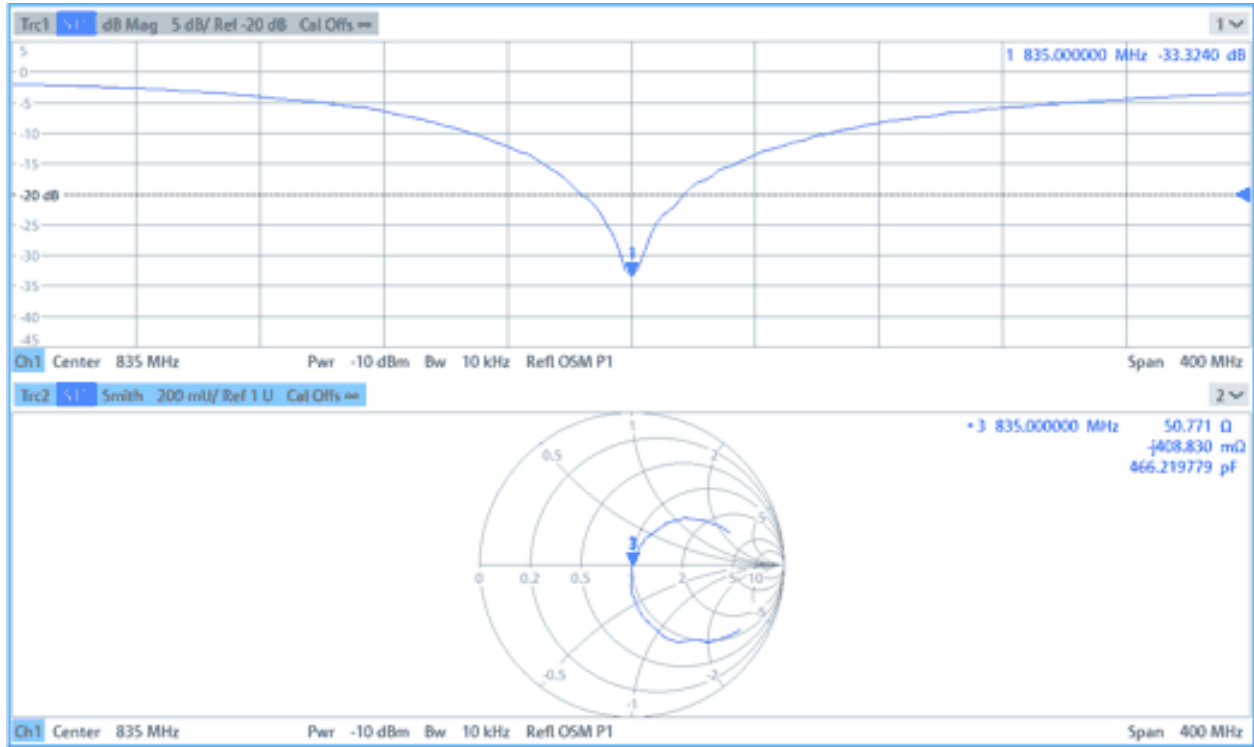 Trc1 S11 dB Mag 5 dB/ Ref -20 dB Cal Offs
1
5
1 835.000000 MHz -33.3240 dB
0
-5
-10
-15
-20 dB
-25
1
-30
-35
-40
-45
Ch1 Center 835 MHz Pwr -10 dBm Bw 10 kHz Refl OSM P1 Span 400 MHz
Trc2 S11 Smith 200 mU/ Ref 1 U Cal Offs
2
1
•3 835.000000 MHz 50.771 Ω
-j408.830 mΩ
466.219779 pF
0.5 2
5
3
0 0.2 0.5 1 2 5 10
-5
-0.5 -2
-1
Ch1 Center 835 MHz Pwr -10 dBm Bw 10 kHz Refl OSM P1 Span 400 MHz